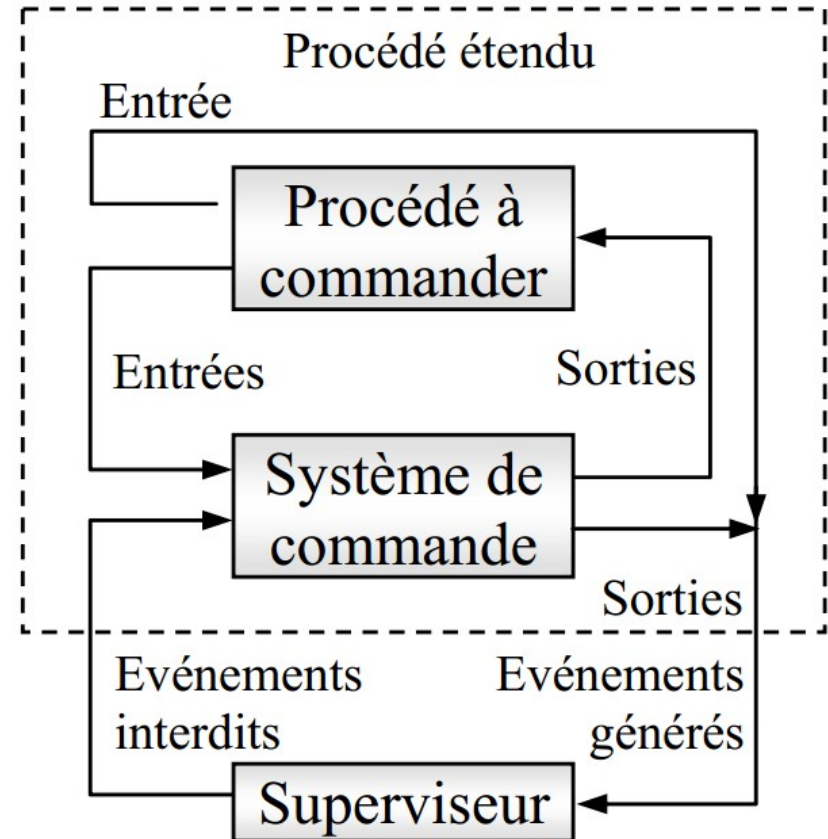 Procédé étendu
Entrée
Procédé à
commander
Entrées
Sorties
Système de
commande
Sorties
Evénements
interdits
Evénements
générés
Superviseur